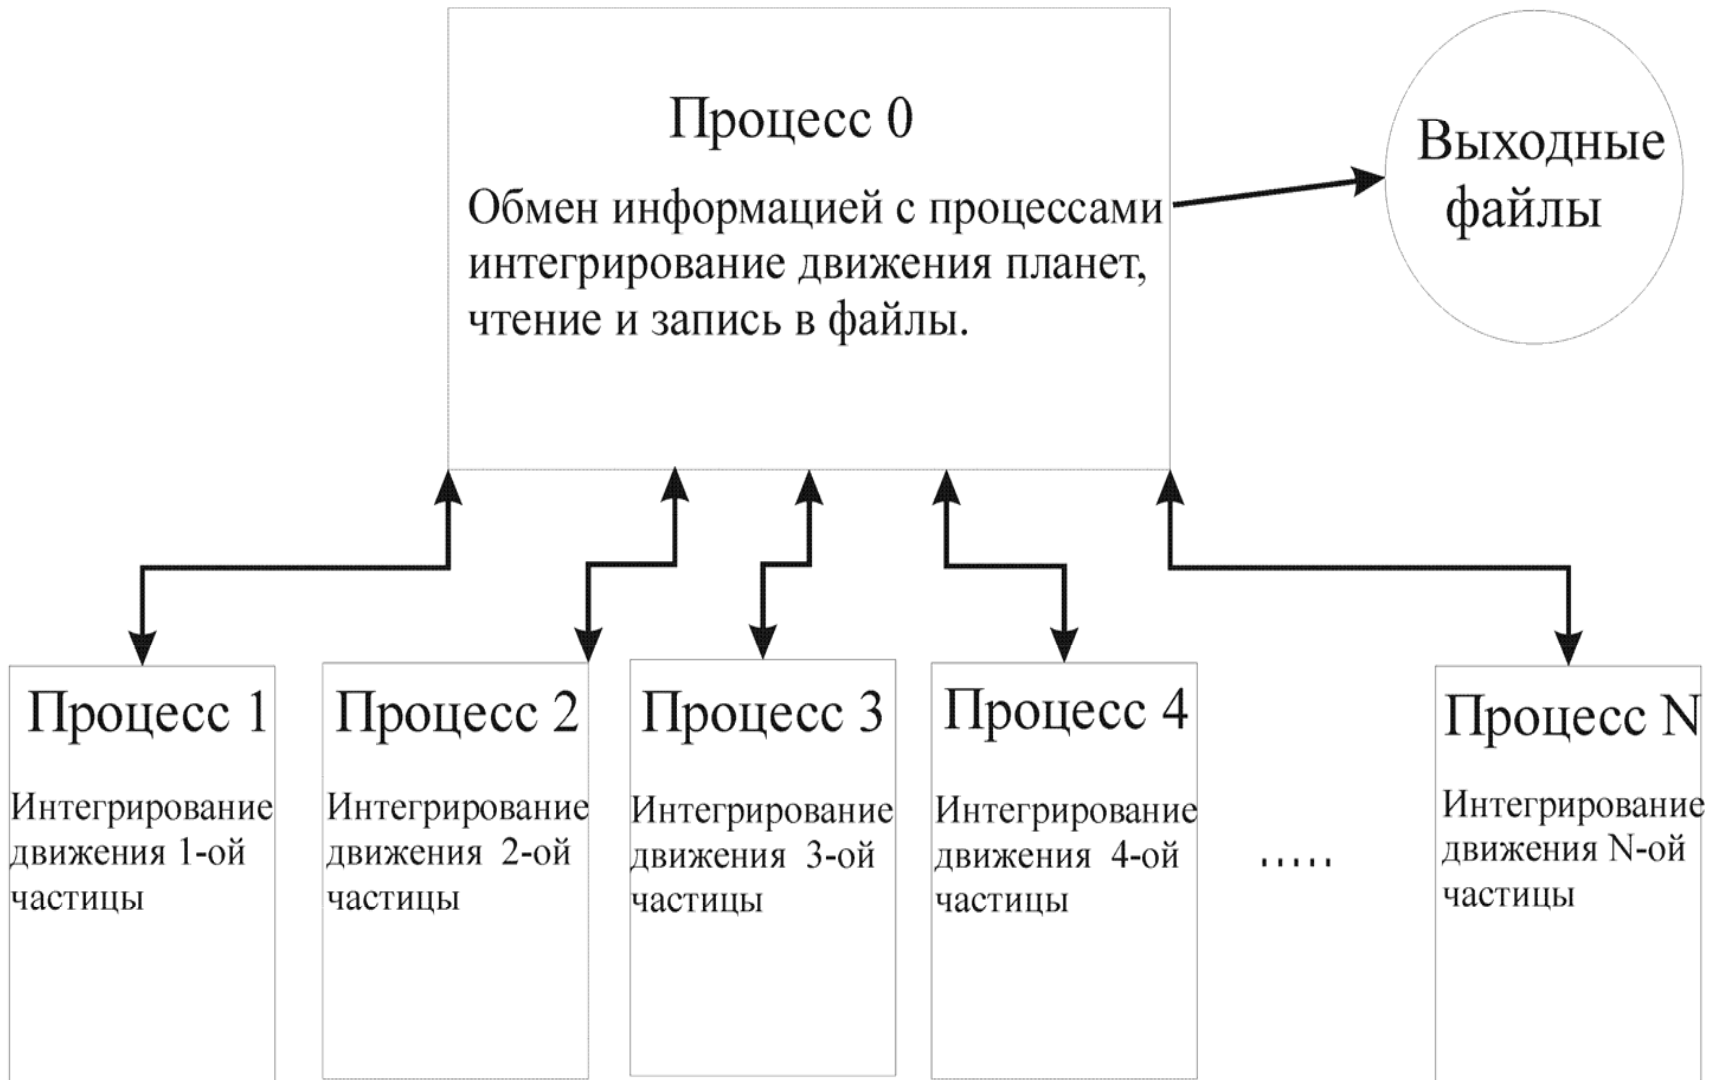 Процесс 0
Обмен информацией с процессами
интегрирование движения планет,
чтение и запись в файлы.
Выходные
файлы
Процесс 1
Интегрирование
движения 1-ой
частицы
Процесс 2
Интегрирование
движения 2-ой
частицы
Процесс 3
Интегрирование
движения 3-ой
частицы
Процесс 4
Интегрирование
движения 4-ой
частицы
.....
Процесс N
Интегрирование
движения N-ой
частицы